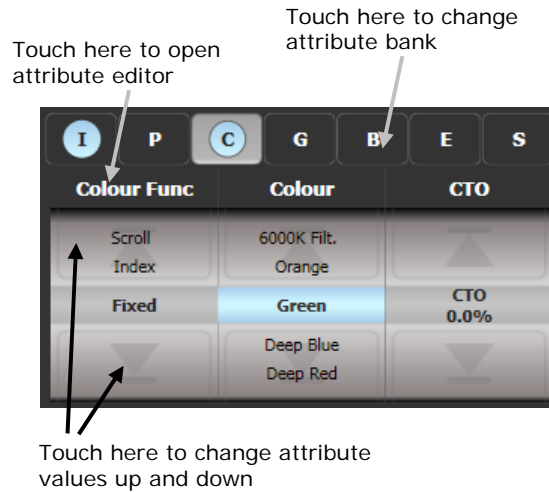 Touch here to change
attribute bank
Touch here to open
attribute editor
I P C G B E S
Colour Func Colour CTO
Scroll 6000K Filt.
Index Orange
Fixed Green CTO
0.0%
Deep Blue
Deep Red
Touch here to change attribute
values up and down